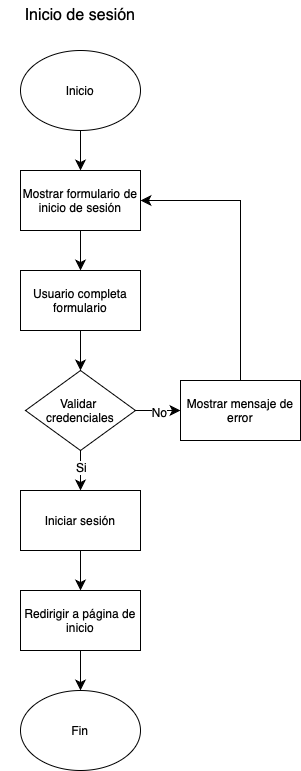 Inicio de sesión
Inicio
Mostrar formulario de
inicio de sesión
Usuario completa
formulario
Validar
credenciales
No
Mostrar mensaje de
error
Si
Iniciar sesión
Redirigir a página de
inicio
Fin